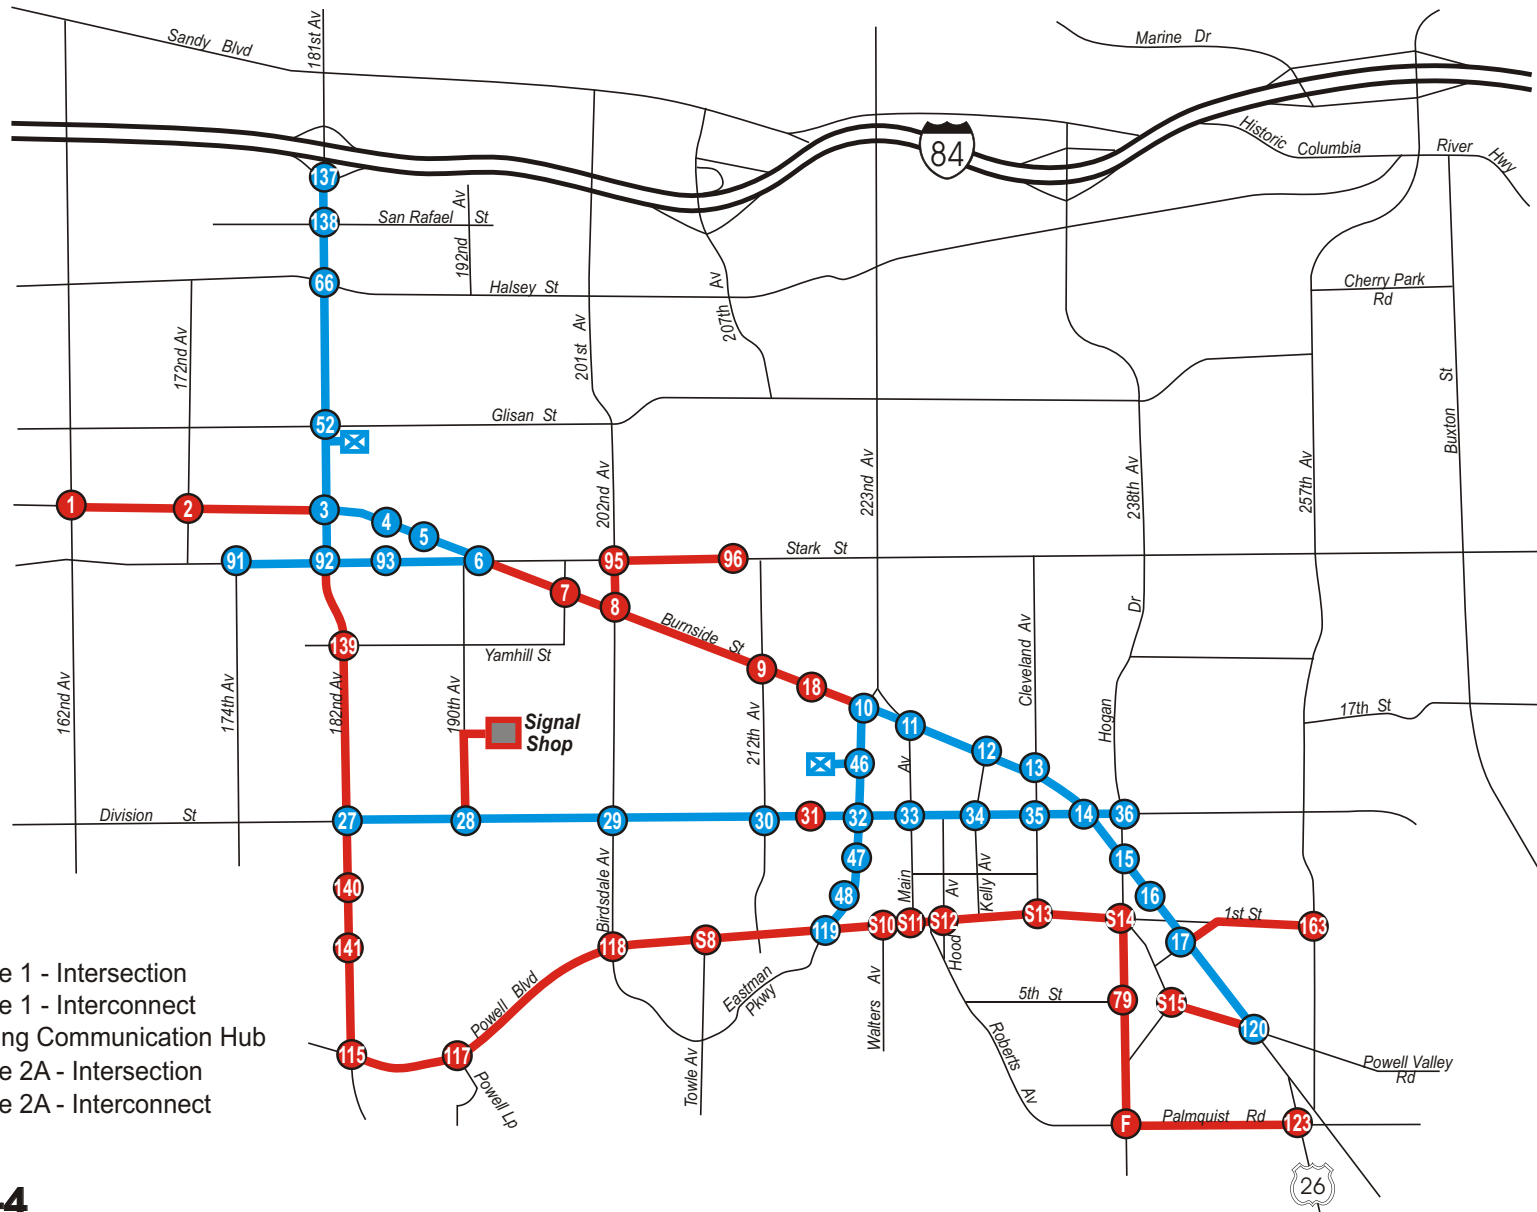 Sandy Blvd
181st Av
Marine Dr
84
Historic Columbia River Hwy
137
138
San Rafael St
192nd Av
66
Halsey St
172nd Av
201st Av
207th Av
Cherry Park
Rd
Glisan St
52
202nd Av
223nd Av
238th Av
257th Av
Buxton St
1
2
3
4
5
91
92
93
6
95
96
Stark St
7
8
Burnside St
139
Yamhill St
9
18
10
11
12
13
162nd Av
174th Av
182nd Av
190th Av
Signal
Shop
212th Av
46
Av
Cleveland Av
Hogan Dr
17th St
Division St
27
28
29
30
31
32
33
34
35
14
36
47
48
15
16
17
140
141
Birdsdale Av
Main
Hood Av
Kelly Av
118
S8
119
S10
S11
S12
S13
S14
1st St
163
e 1 - Intersection
e 1 - Interconnect
ng Communication Hub
e 2A - Intersection
e 2A - Interconnect
Powell Blvd
Eastman
Pkwy
Walters Av
5th St
79
S15
120
115
117
Powell Lp
Towle Av
Roberts Av
Powell Valley
Rd
F
Palmquist Rd
123
26
-4